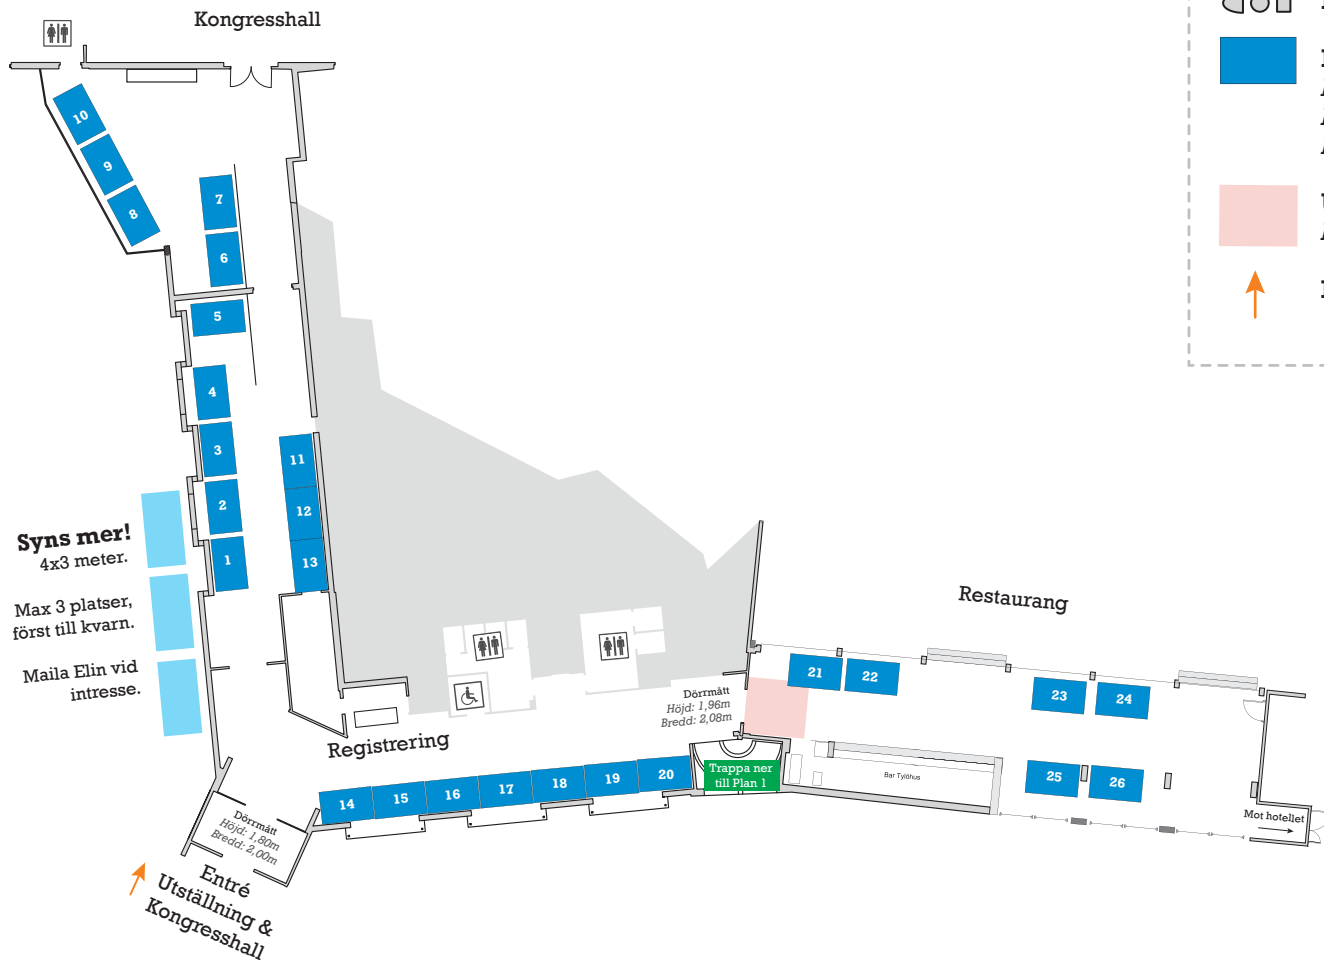 Kongresshall
10
9
8
7
6
5
4
3
2
1
11
12
13
Syns mer!
4x3 meter.
Max 3 platser,
först till kvarn.
Maila Elin vid
intresse.
Registrering
14
15
16
17
18
19
20
Dörrmått
Höjd: 1,80m
Bredd: 2,00m
Entré
Utställning &
Kongresshall
Dörrmått
Höjd: 1,96m
Bredd: 2,08m
Trappa ner
till Plan 1
Restaurang
21
22
23
24
25
26
Bar Tylöhus
Mot hotellet